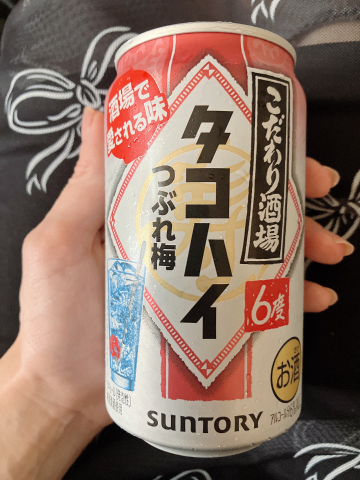 酒場で
愛される味
こだわり酒場
タコハイ
つぶれ梅
6度
お酒
SUNTORY